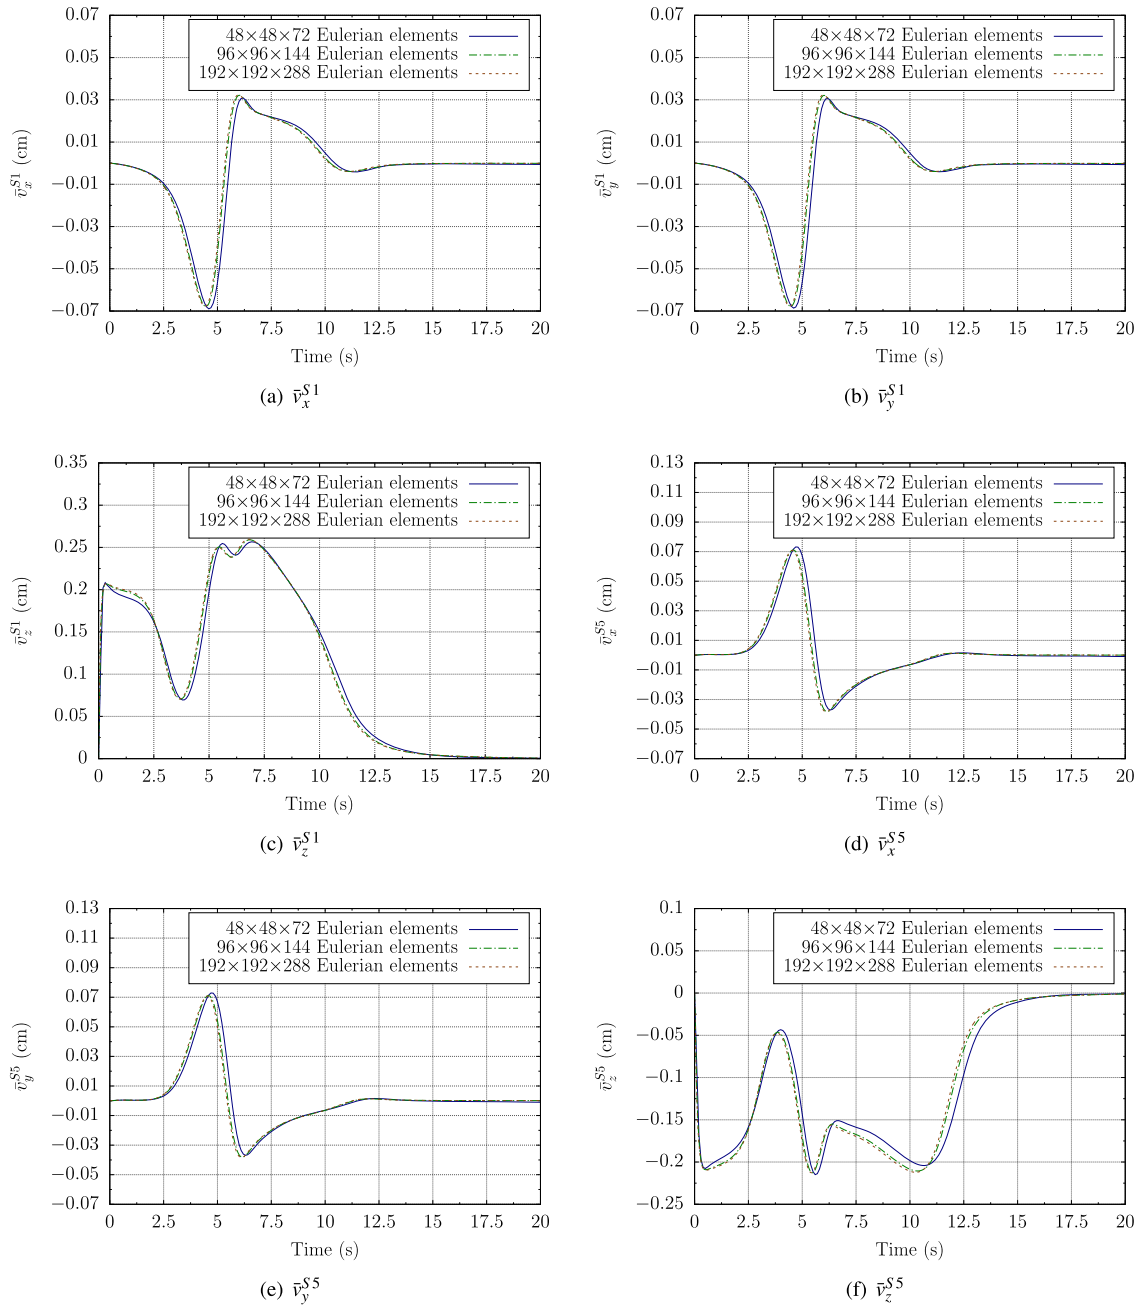 0.07
0.05
0.03
0.01
−0.01
−0.03
−0.05
−0.07
0 2.5 5 7.5 10 12.5 15 17.5 20
48×48×72 Eulerian elements
96×96×144 Eulerian elements
192×192×288 Eulerian elements
v̄_x^{S1} (cm)
Time (s)
(a) v̄_x^{S1}
0.07
0.05
0.03
0.01
−0.01
−0.03
−0.05
−0.07
0 2.5 5 7.5 10 12.5 15 17.5 20
48×48×72 Eulerian elements
96×96×144 Eulerian elements
192×192×288 Eulerian elements
v̄_y^{S1} (cm)
Time (s)
(b) v̄_y^{S1}
0.35
0.3
0.25
0.2
0.15
0.1
0.05
0
0 2.5 5 7.5 10 12.5 15 17.5 20
48×48×72 Eulerian elements
96×96×144 Eulerian elements
192×192×288 Eulerian elements
v̄_z^{S1} (cm)
Time (s)
(c) v̄_z^{S1}
0.13
0.11
0.09
0.07
0.05
0.03
0.01
−0.01
−0.03
−0.05
−0.07
0 2.5 5 7.5 10 12.5 15 17.5 20
48×48×72 Eulerian elements
96×96×144 Eulerian elements
192×192×288 Eulerian elements
v̄_x^{S5} (cm)
Time (s)
(d) v̄_x^{S5}
0.13
0.11
0.09
0.07
0.05
0.03
0.01
−0.01
−0.03
−0.05
−0.07
0 2.5 5 7.5 10 12.5 15 17.5 20
48×48×72 Eulerian elements
96×96×144 Eulerian elements
192×192×288 Eulerian elements
v̄_y^{S5} (cm)
Time (s)
(e) v̄_y^{S5}
0.1
0.05
0
−0.05
−0.1
−0.15
−0.2
−0.25
0 2.5 5 7.5 10 12.5 15 17.5 20
48×48×72 Eulerian elements
96×96×144 Eulerian elements
192×192×288 Eulerian elements
v̄_z^{S5} (cm)
Time (s)
(f) v̄_z^{S5}